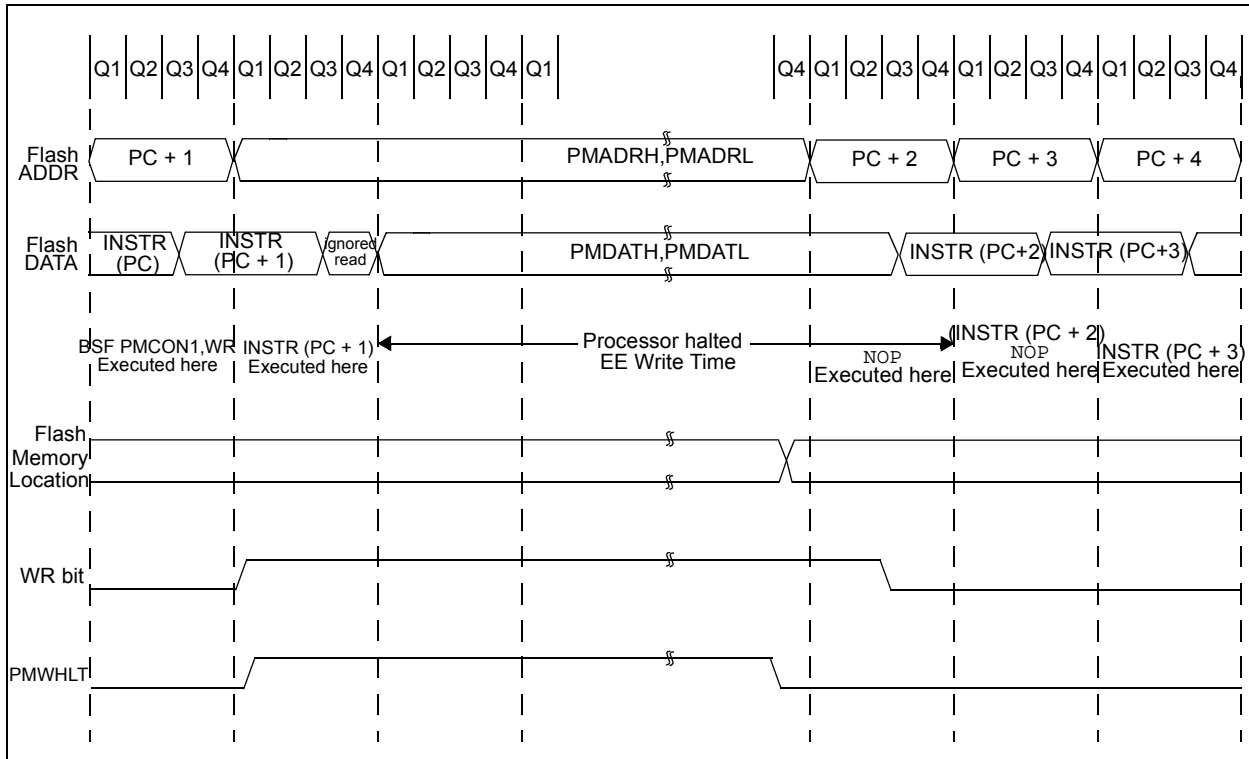 Q1 Q2 Q3 Q4 Q1 Q2 Q3 Q4 Q1 Q2 Q3 Q4 Q1 Q4 Q1 Q2 Q3 Q4 Q1 Q2 Q3 Q4 Q1 Q2 Q3 Q4
Flash
ADDR
PC + 1
PMADRH,PMADRL
PC + 2
PC + 3
PC + 4
Flash
DATA
INSTR
(PC)
INSTR
(PC + 1)
ignored
read
PMDATH,PMDATL
INSTR (PC+2)
INSTR (PC+3)
BSF PMCON1,WR
Executed here
INSTR (PC + 1)
Executed here
Processor halted
EE Write Time
NOP
Executed here
(INSTR (PC + 2)
NOP
Executed here
INSTR (PC + 3)
Executed here
Flash
Memory
Location
WR bit
PMWHLT